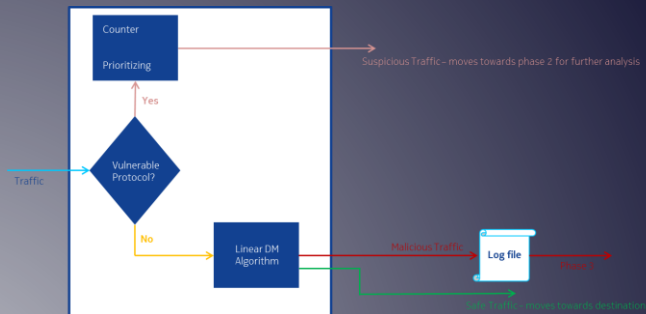 Counter
Prioritizing
Suspicious Traffic– moves towards phase 2 for further analysis
Yes
Vulnerable
Protocol?
Traffic
No
Linear DM
Algorithm
Malicious Traffic
Log file
Safe Traffic – moves towards destination